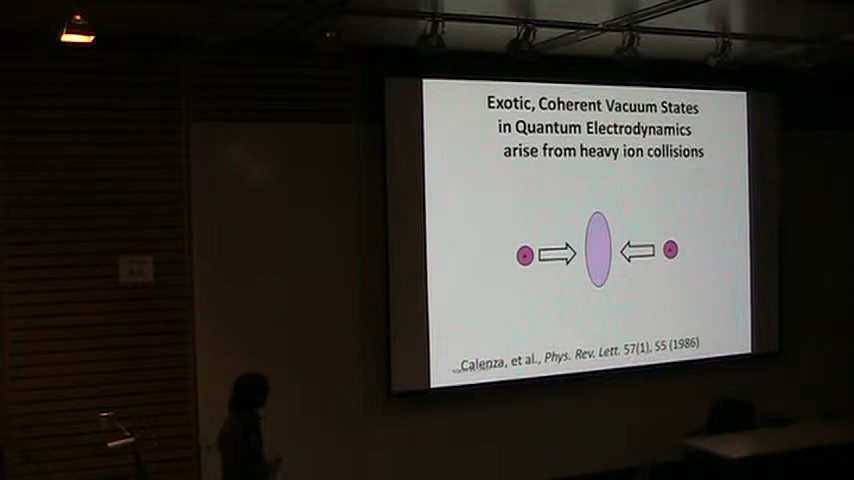 Exotic, Coherent Vacuum States
in Quantum Electrodynamics
arise from heavy ion collisions
+
+
Calenza, et al., Phys. Rev. Lett. 57(1), 55 (1986)